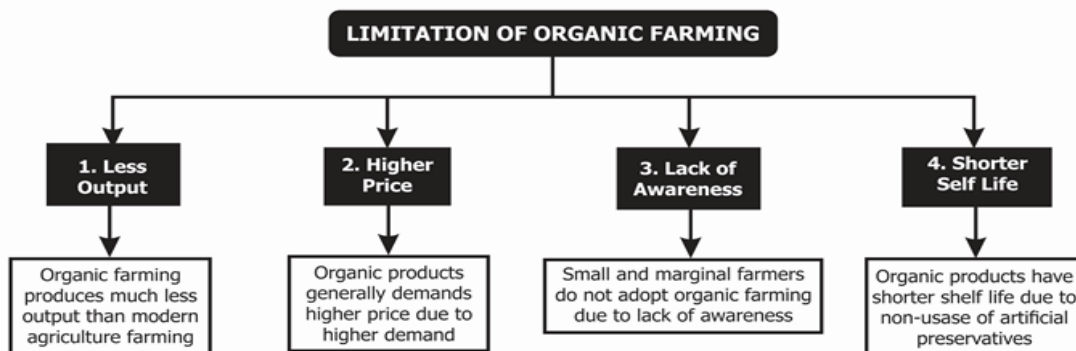 LIMITATION OF ORGANIC FARMING
1. Less
Output
2. Higher
Price
3. Lack of
Awareness
4. Shorter
Self Life
Organic farming
produces much less
output than modern
agriculture farming
Organic products
generally demands
higher price due to
higher demand
Small and marginal farmers
do not adopt organic farming
due to lack of awareness
Organic products have
shorter shelf life due to
non-usase of artificial
preservatives